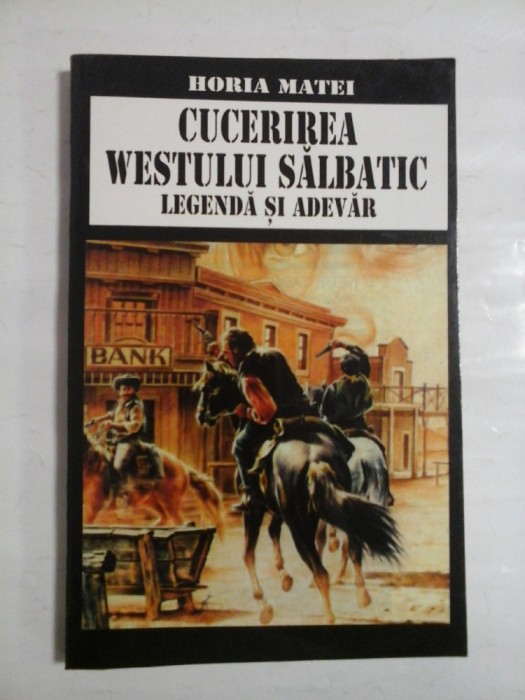 HORIA MATEI
CUCERIREA
WESTULUI SĂLBATIC
LEGENDĂ ȘI ADEVĂR
BANK